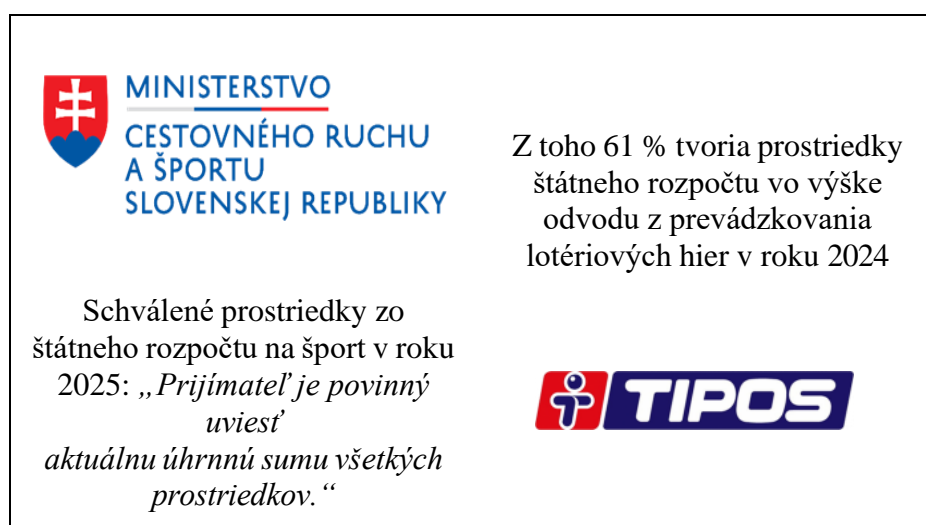 MINISTERSTVO
CESTOVNÉHO RUCHU
A ŠPORTU
SLOVENSKEJ REPUBLIKY
Schválené prostriedky zo
štátneho rozpočtu na šport v roku
2025: „Prijímateľ je povinný
uviesť
aktuálnu úhrnnú sumu všetkých
prostriedkov.“
Z toho 61 % tvoria prostriedky
štátneho rozpočtu vo výške
odvodu z prevádzkovania
lotériových hier v roku 2024
TIPOS